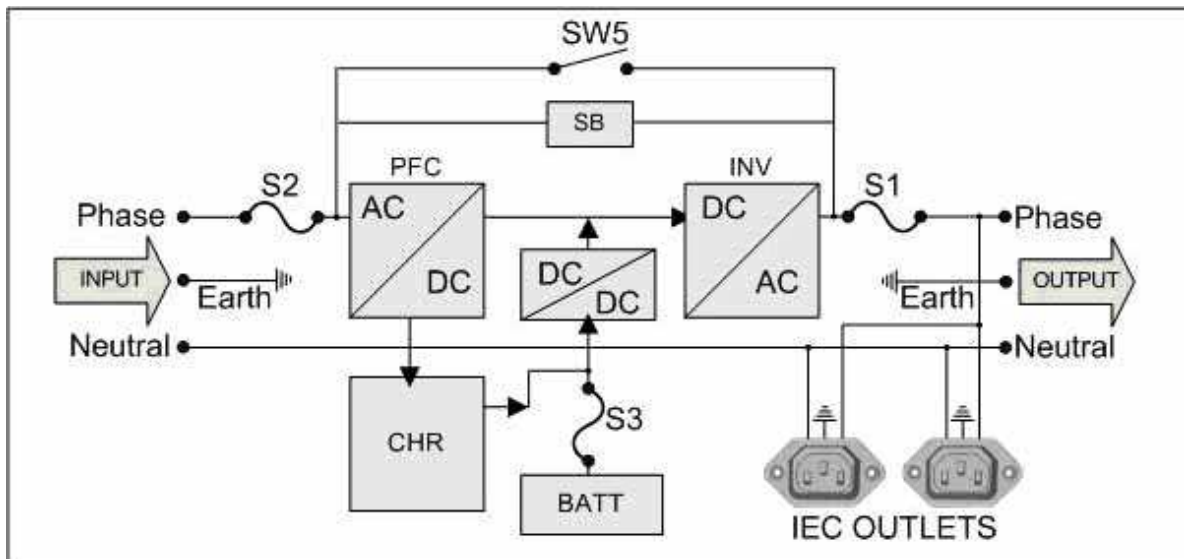 SW5
SB
PFC
INV
S2
S1
Phase
AC
DC
DC
AC
Phase
INPUT
Earth
DC
DC
Earth
OUTPUT
Neutral
Neutral
CHR
S3
BATT
IEC OUTLETS